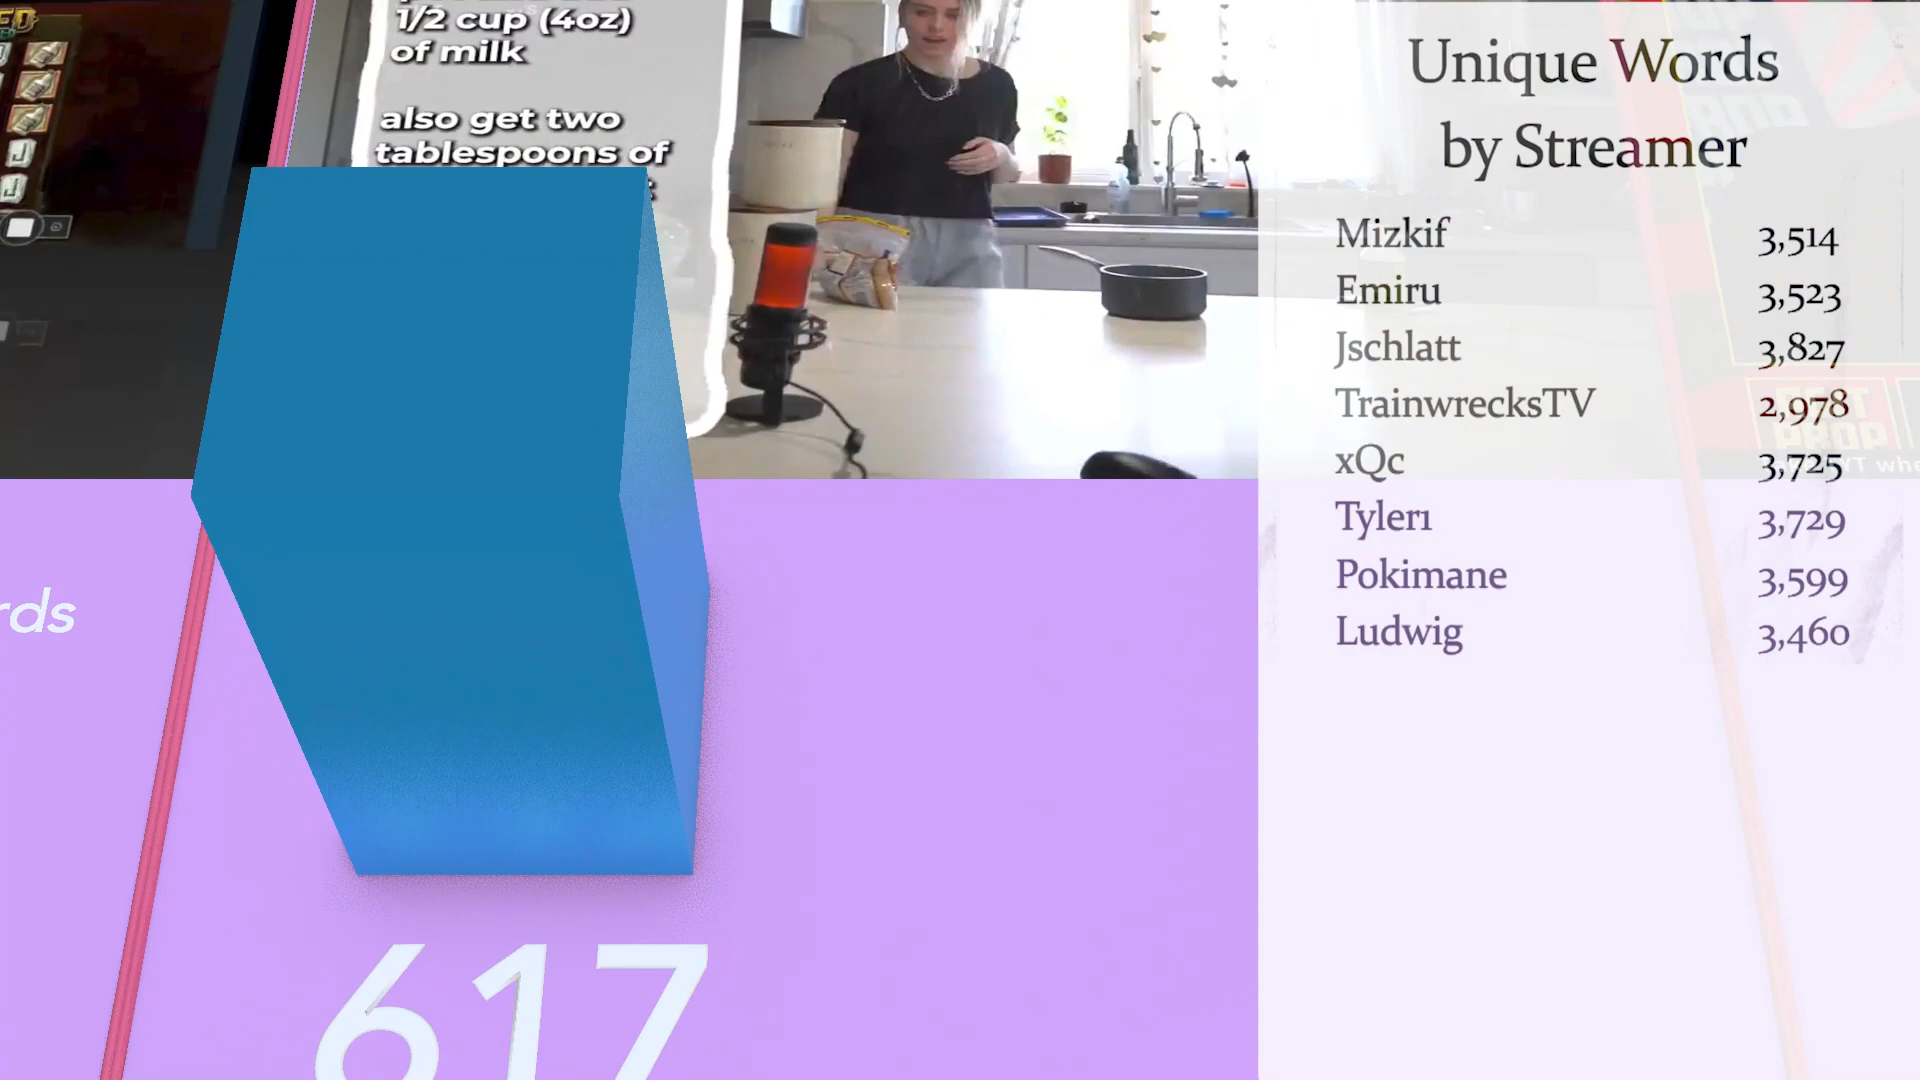 1/2 cup (4oz)
of milk
also get two
tablespoons of
Unique Words
by Streamer
Mizkif 3,514
Emiru 3,523
Jschlatt 3,827
TrainwrecksTV 2,978
xQc 3,725
Tyler1 3,729
Pokimane 3,599
Ludwig 3,460
rds
617